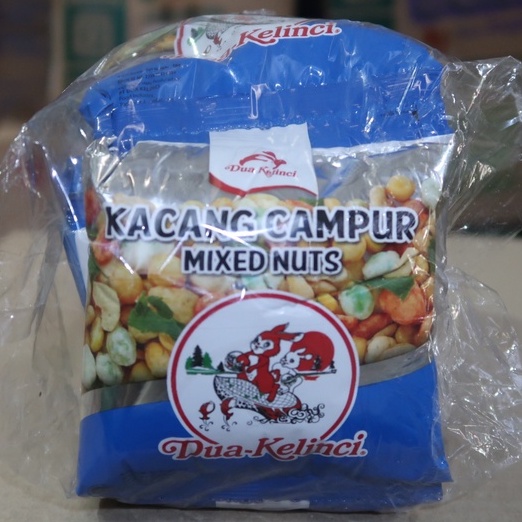 Kelinci
Dua-Kelinci
KACANG CAMPUR
MIXED NUTS
Dua-Kelinci